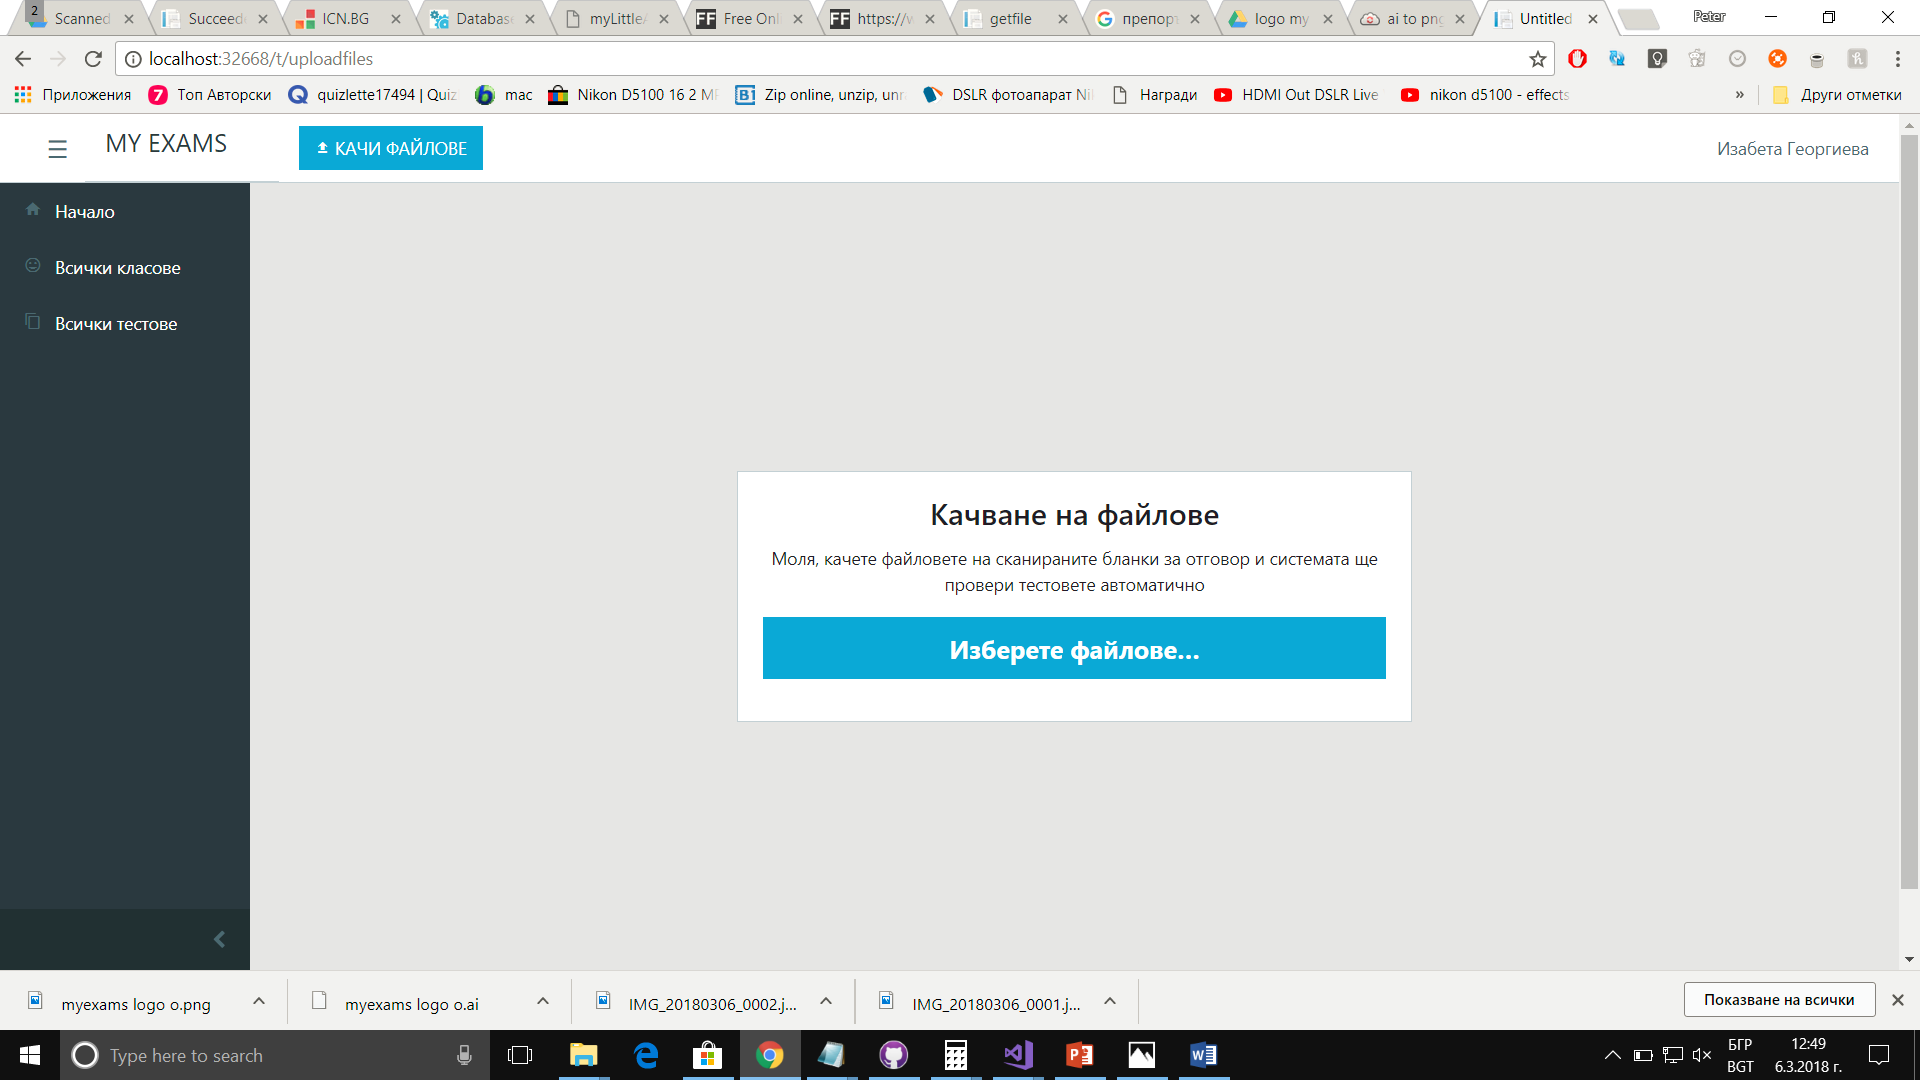 2
Scanned
Succeed
ICN.BG
Database
myLittle
Free Onl
https://w
getfile
препор
logo my
ai to png
Untitled
Peter
localhost:32668/t/uploadfiles
Приложения
Топ Авторски
quizlette17494 | Quiz
mac
Nikon D5100 16 2 MP
Zip online, unzip, unr
DSLR фотоапарат Ni
Награди
HDMI Out DSLR Live
nikon d5100 - effects
»
Други отметки
MY EXAMS
КАЧИ ФАЙЛОВЕ
Изабета Георгиева
Начало
Всички класове
Всички тестове
Качване на файлове
Моля, качете файловете на сканираните бланки за отговор и системата ще
провери тестовете автоматично
Изберете файлове...
myexams logo o.png
myexams logo o.ai
IMG_20180306_0002.j...
IMG_20180306_0001.j...
Показване на всички
Type here to search
БГР
BGT
12:49
6.3.2018 г.